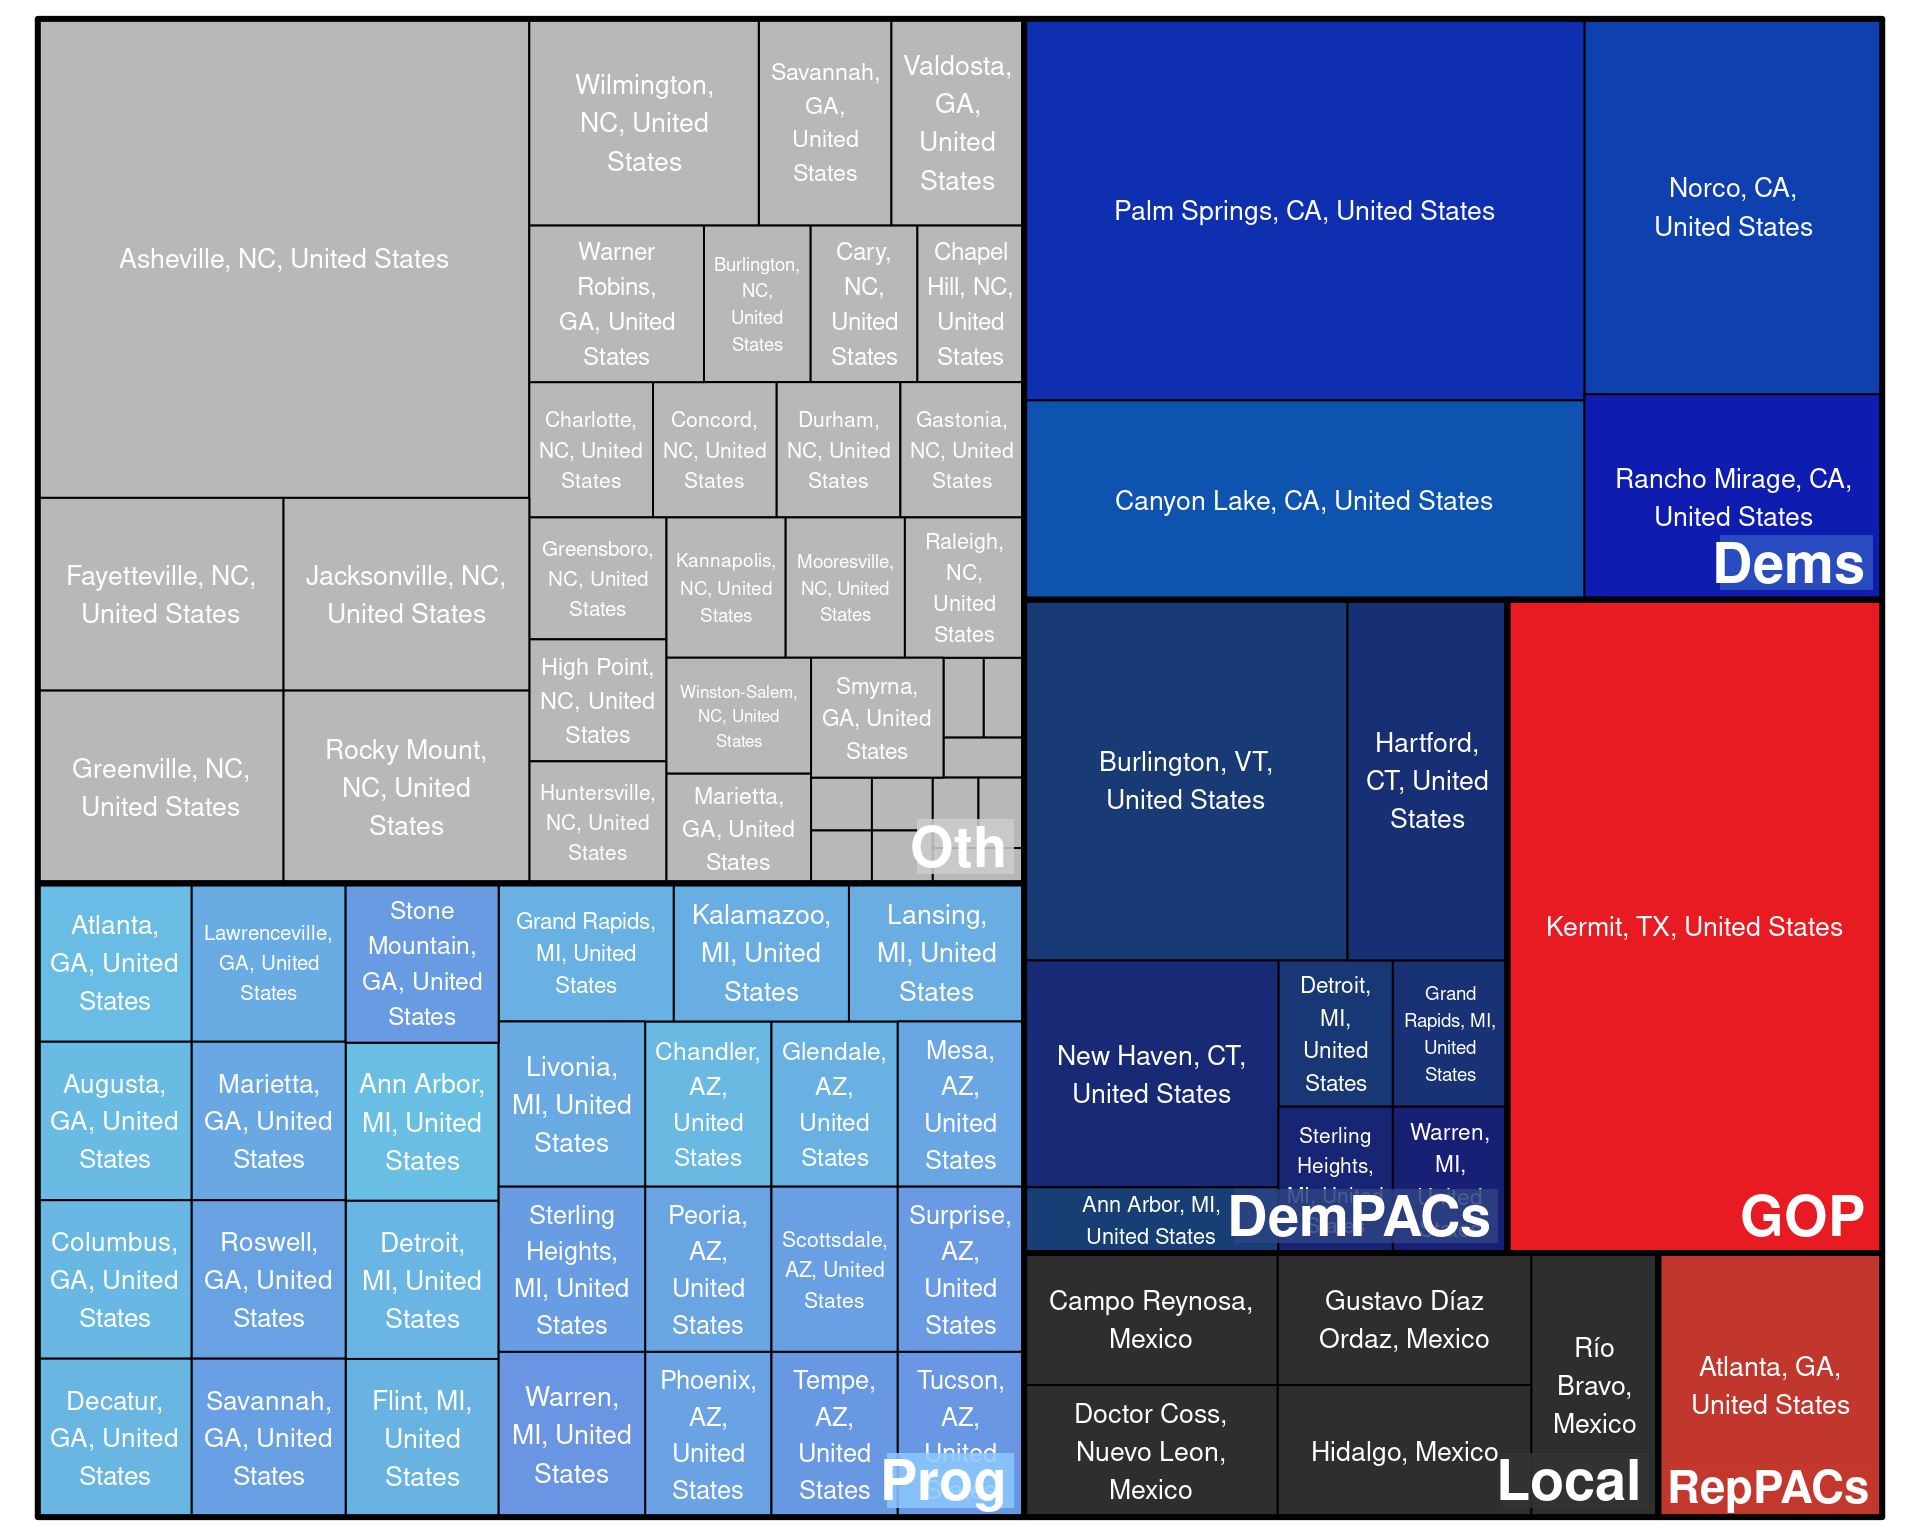 Asheville, NC, United States
Fayetteville, NC,
United States
Jacksonville, NC,
United States
Greenville, NC,
United States
Rocky Mount,
NC, United
States
Wilmington,
NC, United
States
Savannah,
GA,
United
States
Valdosta,
GA,
United
States
Warner
Robins,
GA, United
States
Burlington,
NC,
United
States
Cary,
NC,
United
States
Chapel
Hill, NC,
United
States
Charlotte,
NC, United
States
Concord,
NC, United
States
Durham,
NC, United
States
Gastonia,
NC, United
States
Greensboro,
NC, United
States
Kannapolis,
NC, United
States
Mooresville,
NC, United
States
Raleigh,
NC,
United
States
High Point,
NC, United
States
Winston-Salem,
NC, United
States
Smyrna,
GA, United
States
Huntersville,
NC, United
States
Marietta,
GA, United
States
Oth
Atlanta,
GA, United
States
Lawrenceville,
GA, United
States
Stone
Mountain,
GA, United
States
Augusta,
GA, United
States
Marietta,
GA, United
States
Ann Arbor,
MI, United
States
Columbus,
GA, United
States
Roswell,
GA, United
States
Detroit,
MI, United
States
Decatur,
GA, United
States
Savannah,
GA, United
States
Flint, MI,
United
States
Grand Rapids,
MI, United
States
Kalamazoo,
MI, United
States
Lansing,
MI, United
States
Livonia,
MI, United
States
Chandler,
AZ,
United
States
Glendale,
AZ,
United
States
Mesa,
AZ,
United
States
Sterling
Heights,
MI, United
States
Peoria,
AZ,
United
States
Scottsdale,
AZ, United
States
Surprise,
AZ,
United
States
Warren,
MI, United
States
Phoenix,
AZ,
United
States
Tempe,
AZ,
United
States
Tucson,
AZ,
United
States
Prog
Palm Springs, CA, United States
Norco, CA,
United States
Canyon Lake, CA, United States
Rancho Mirage, CA,
United States
Dems
Burlington, VT,
United States
Hartford,
CT, United
States
New Haven, CT,
United States
Detroit,
MI,
United
States
Grand
Rapids, MI,
United
States
Sterling
Heights,
MI, United
Warren,
MI,
United
Ann Arbor, MI,
United States
DemPACs
Kermit, TX, United States
GOP
Campo Reynosa,
Mexico
Gustavo Díaz
Ordaz, Mexico
Río
Bravo,
Mexico
Doctor Coss,
Nuevo Leon,
Mexico
Hidalgo, Mexico
Local
Atlanta, GA,
United States
RepPACs